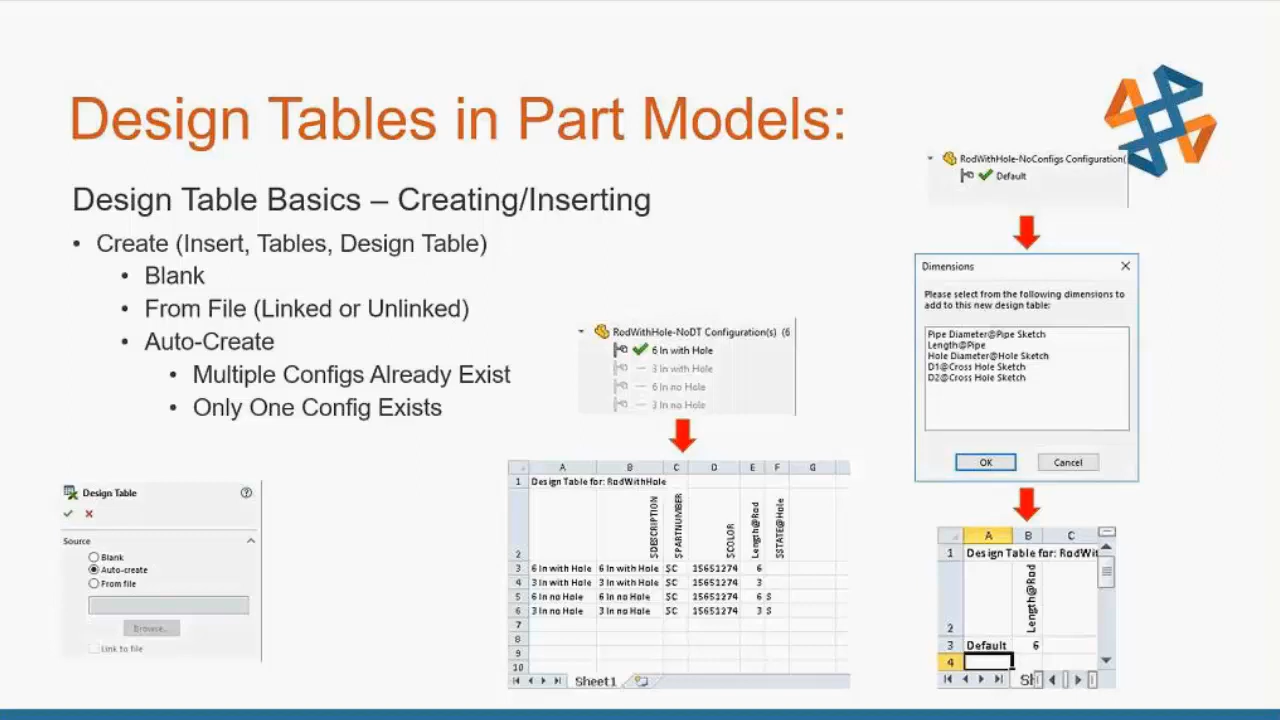 Design Tables in Part Models:
Design Table Basics – Creating/Inserting
• Create (Insert, Tables, Design Table)
• Blank
• From File (Linked or Unlinked)
• Auto-Create
• Multiple Configs Already Exist
• Only One Config Exists
Design Table
Source
Blank
Auto-create
From file
Browse...
Link to file
RodWithHole-NoDT Configuration(s) (6
6 In with Hole
3 In with Hole
6 In no Hole
3 In no Hole
A B C D E F G
1 Design Table for: RodWithHole
2 $DESCRIPTION $PARTNUMBER $COLOR Length@Rod $STATE@Hole
3 6 In with Hole 6 In with Hole $C 15651274 6
4 3 In with Hole 3 In with Hole $C 15651274 3
5 6 In no Hole 6 In no Hole $C 15651274 6 S
6 3 In no Hole 3 In no Hole $C 15651274 3 S
7
8
9
10
Sheet1
RodWithHole-NoConfigs Configuration(
Default
Dimensions
Please select from the following dimensions to
add to this new design table:
Pipe Diameter@Pipe Sketch
Length@Pipe
Hole Diameter@Hole Sketch
D1@Cross Hole Sketch
D2@Cross Hole Sketch
OK Cancel
A B C
1 Design Table for: RodWit
2 Length@Rod
3 Default 6
4
Sh